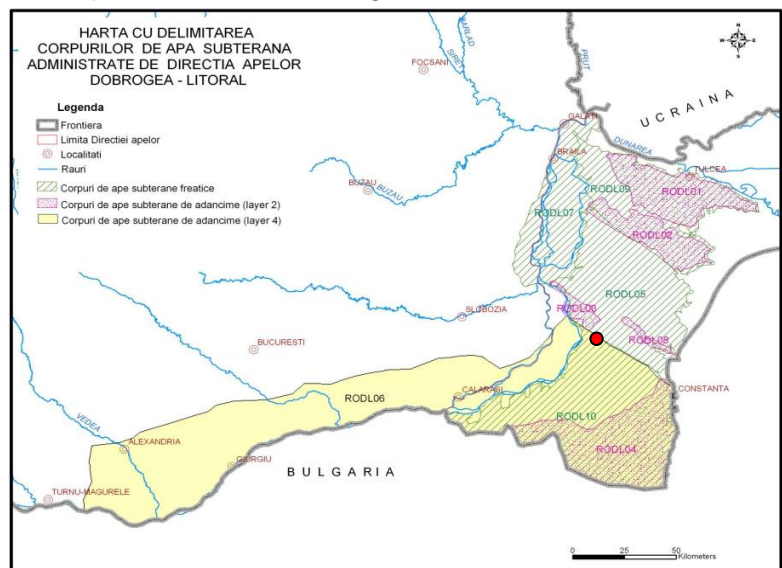 HARTA CU DELIMITAREA
CORPURILOR DE APA SUBTERANA
ADMINISTRATE DE DIRECTIA APELOR
DOBROGEA - LITORAL
Legenda
Frontiera
Limita Directiei apelor
Localitati
Rauri
Corpuri de ape subterane freatice
Corpuri de ape subterane de adancime (layer 2)
Corpuri de ape subterane de adancime (layer 4)
N
W
E
S
BARLAD
SIRET
PRUT
FOCSANI
UCRAINA
GALATI
DUNAREA
BRAILA
TULCEA
RODL09
RODL01
BUZAU
BUZAU
RODL07
RODL02
RODL05
SLOBOZIA
RODL03
RODL08
BUCURESTI
CONSTANTA
CALARASI
RODL06
RODL10
VEDEA
ALEXANDRIA
RODL04
GIURGIU
BULGARIA
TURNU-MAGURELE
0 25 50
Kilometers